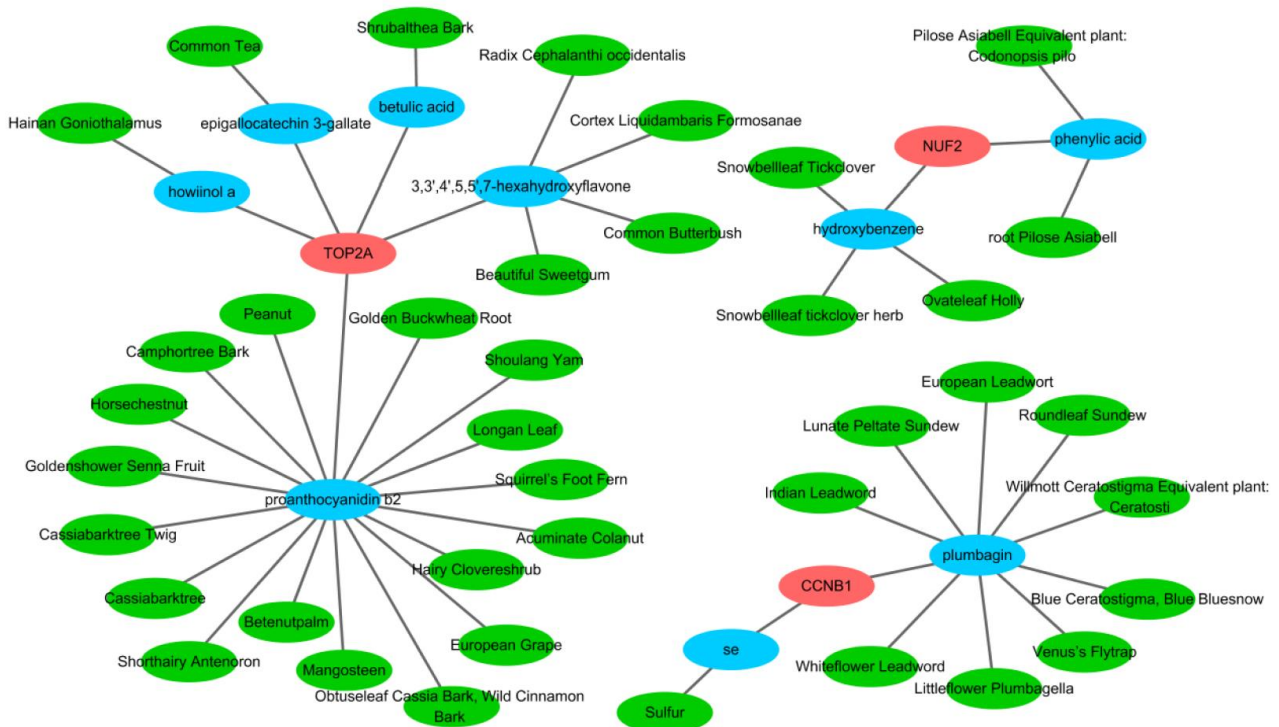 Shrubalthea Bark
Common Tea
Radix Cephalanthi occidentalis
Hainan Goniothalamus
epigallocatechin 3-gallate
betulic acid
Cortex Liquidambaris Formosanae
howiinol a
3,3',4',5,5',7-hexahydroxyflavone
TOP2A
Common Butterbush
Beautiful Sweetgum
Pilose Asiabell Equivalent plant:
Codonopsis pilo
NUF2
phenylic acid
Snowbellleaf Tickclover
hydroxybenzene
root Pilose Asiabell
Snowbellleaf tickclover herb
Ovateleaf Holly
Peanut
Golden Buckwheat Root
Camphortree Bark
Shoulang Yam
Horsechestnut
Longan Leaf
Goldenshower Senna Fruit
Squirrel's Foot Fern
proanthocyanidin b2
Cassiabarktree Twig
Acuminate Colanut
Hairy Clovereshrub
Cassiabarktree
Betenutpalm
European Grape
Shorthairy Antenoron
Mangosteen
Obtuseleaf Cassia Bark, Wild Cinnamon
Bark
European Leadwort
Roundleaf Sundew
Lunate Peltate Sundew
Indian Leadword
Willmott Ceratostigma Equivalent plant:
Ceratosti
plumbagin
CCNB1
Blue Ceratostigma, Blue Bluesnow
se
Venus's Flytrap
Whiteflower Leadword
Littleflower Plumbagella
Sulfur